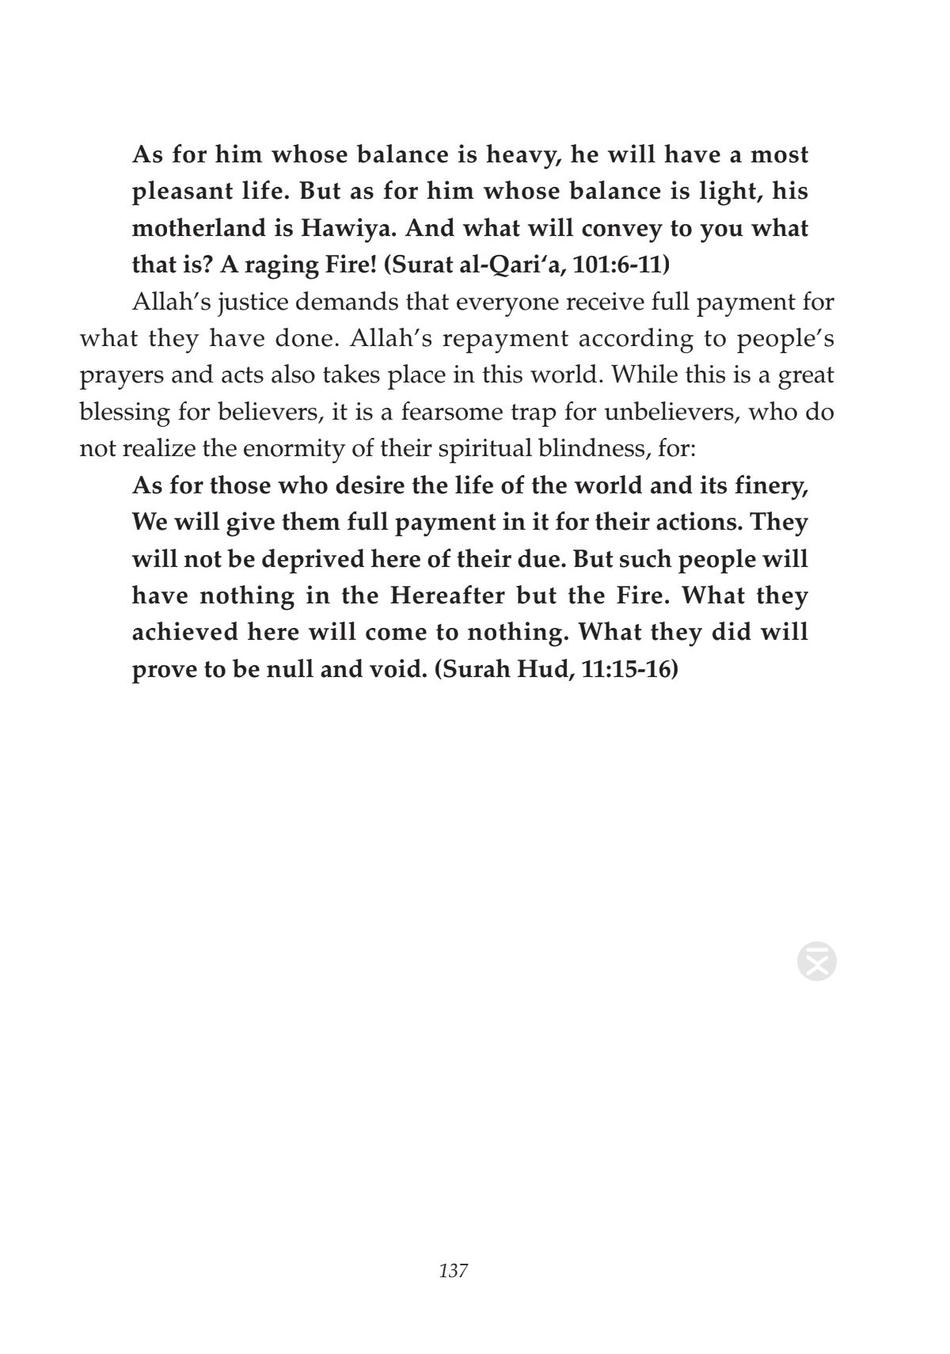 As for him whose balance is heavy, he will have a most
pleasant life. But as for him whose balance is light, his
motherland is Hawiya. And what will convey to you what
that is? A raging Fire! (Surat al-Qari‘a, 101:6-11)
Allah’s justice demands that everyone receive full payment for
what they have done. Allah’s repayment according to people’s
prayers and acts also takes place in this world. While this is a great
blessing for believers, it is a fearsome trap for unbelievers, who do
not realize the enormity of their spiritual blindness, for:
As for those who desire the life of the world and its finery,
We will give them full payment in it for their actions. They
will not be deprived here of their due. But such people will
have nothing in the Hereafter but the Fire. What they
achieved here will come to nothing. What they did will
prove to be null and void. (Surah Hud, 11:15-16)
137